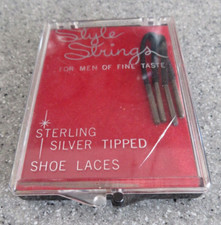 Style
Strings
FOR MEN OF FINE TASTE
STERLING
SILVER TIPPED
SHOE LACES